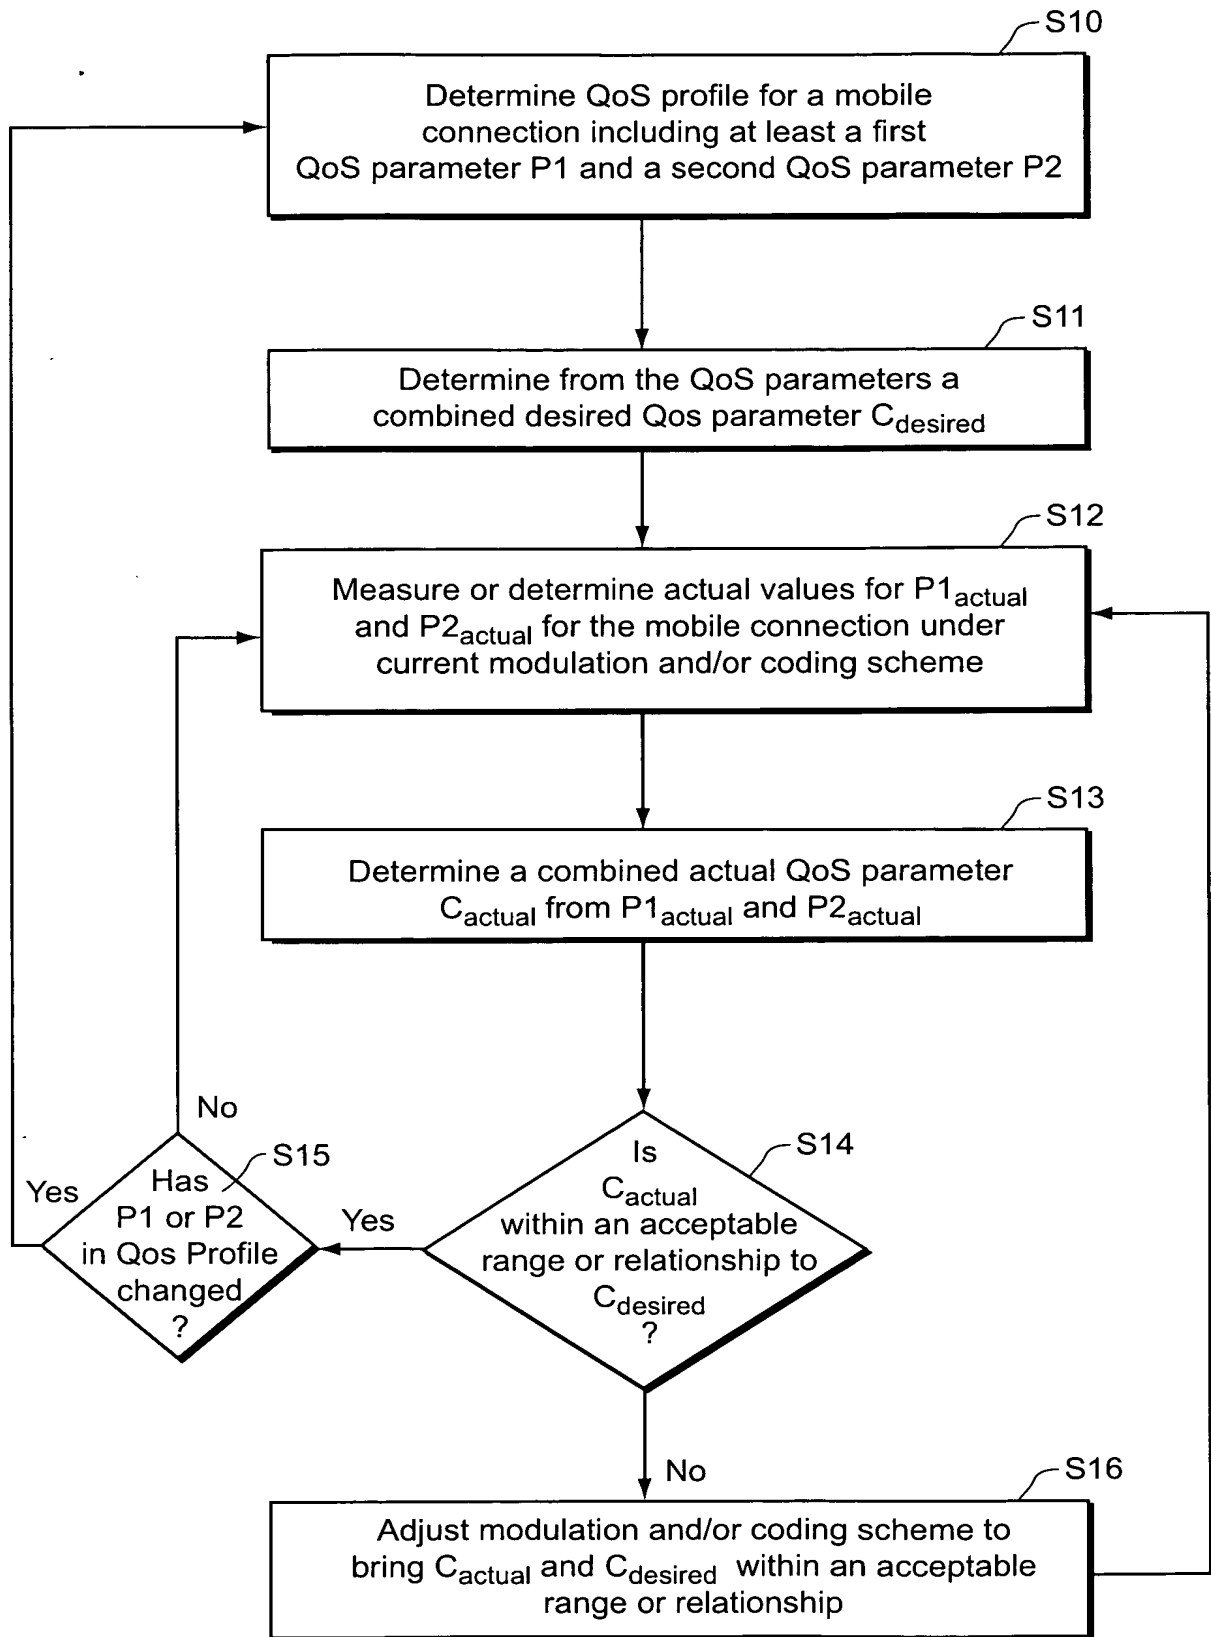 S10
Determine QoS profile for a mobile
connection including at least a first
QoS parameter P1 and a second QoS parameter P2
S11
Determine from the QoS parameters a
combined desired Qos parameter Cdesired
S12
Measure or determine actual values for P1actual
and P2actual for the mobile connection under
current modulation and/or coding scheme
S13
Determine a combined actual QoS parameter
Cactual from P1actual and P2actual
S14
Is
Cactual
within an acceptable
range or relationship to
Cdesired
?
Yes
No
S15
Has
P1 or P2
in Qos Profile
changed
?
Yes
No
S16
Adjust modulation and/or coding scheme to
bring Cactual and Cdesired within an acceptable
range or relationship